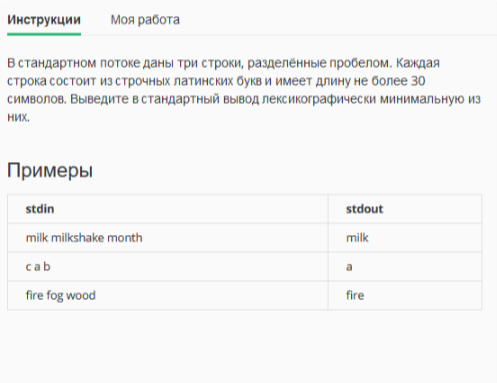 Инструкции Моя работа
В стандартном потоке даны три строки, разделённые пробелом. Каждая
строка состоит из строчных латинских букв и имеет длину не более 30
символов. Выведите в стандартный вывод лексикографически минимальную из
них.
Примеры
stdin stdout
milk milkshake month milk
c a b a
fire fog wood fire